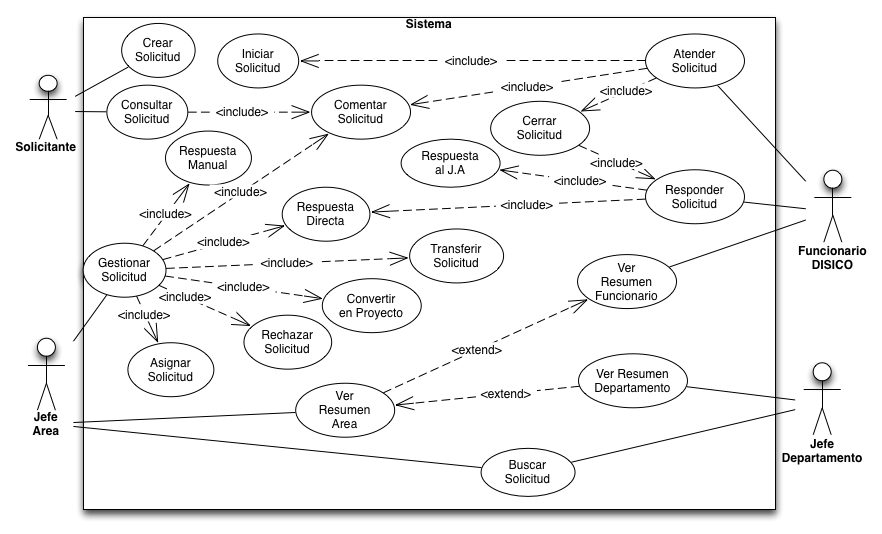 Sistema
Crear
Solicitud
Iniciar
Solicitud
<include>
Atender
Solicitud
Solicitante
Consultar
Solicitud
<include>
Comentar
Solicitud
<include>
<include>
Cerrar
Solicitud
Respuesta
Manual
Respuesta
al J.A
<include>
<include>
<include>
Responder
Solicitud
<include>
Respuesta
Directa
<include>
<include>
Funcionario
DISICO
Gestionar
Solicitud
<include>
Transferir
Solicitud
Ver
Resumen
Funcionario
<include>
<include>
Convertir
en Proyecto
<include>
Rechazar
Solicitud
<extend>
Asignar
Solicitud
Jefe
Area
Ver
Resumen
Area
<extend>
Ver Resumen
Departamento
Jefe
Departamento
Buscar
Solicitud